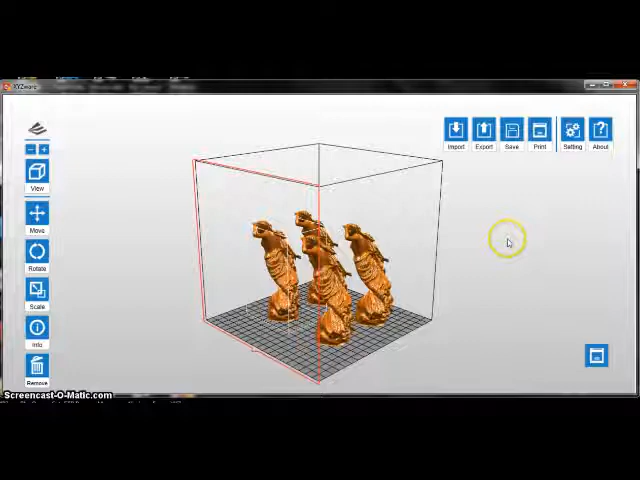 XYZware
Import
Export
Save
Print
Setting
About
View
Move
Rotate
Scale
Info
Remove
Screencast-O-Matic.com